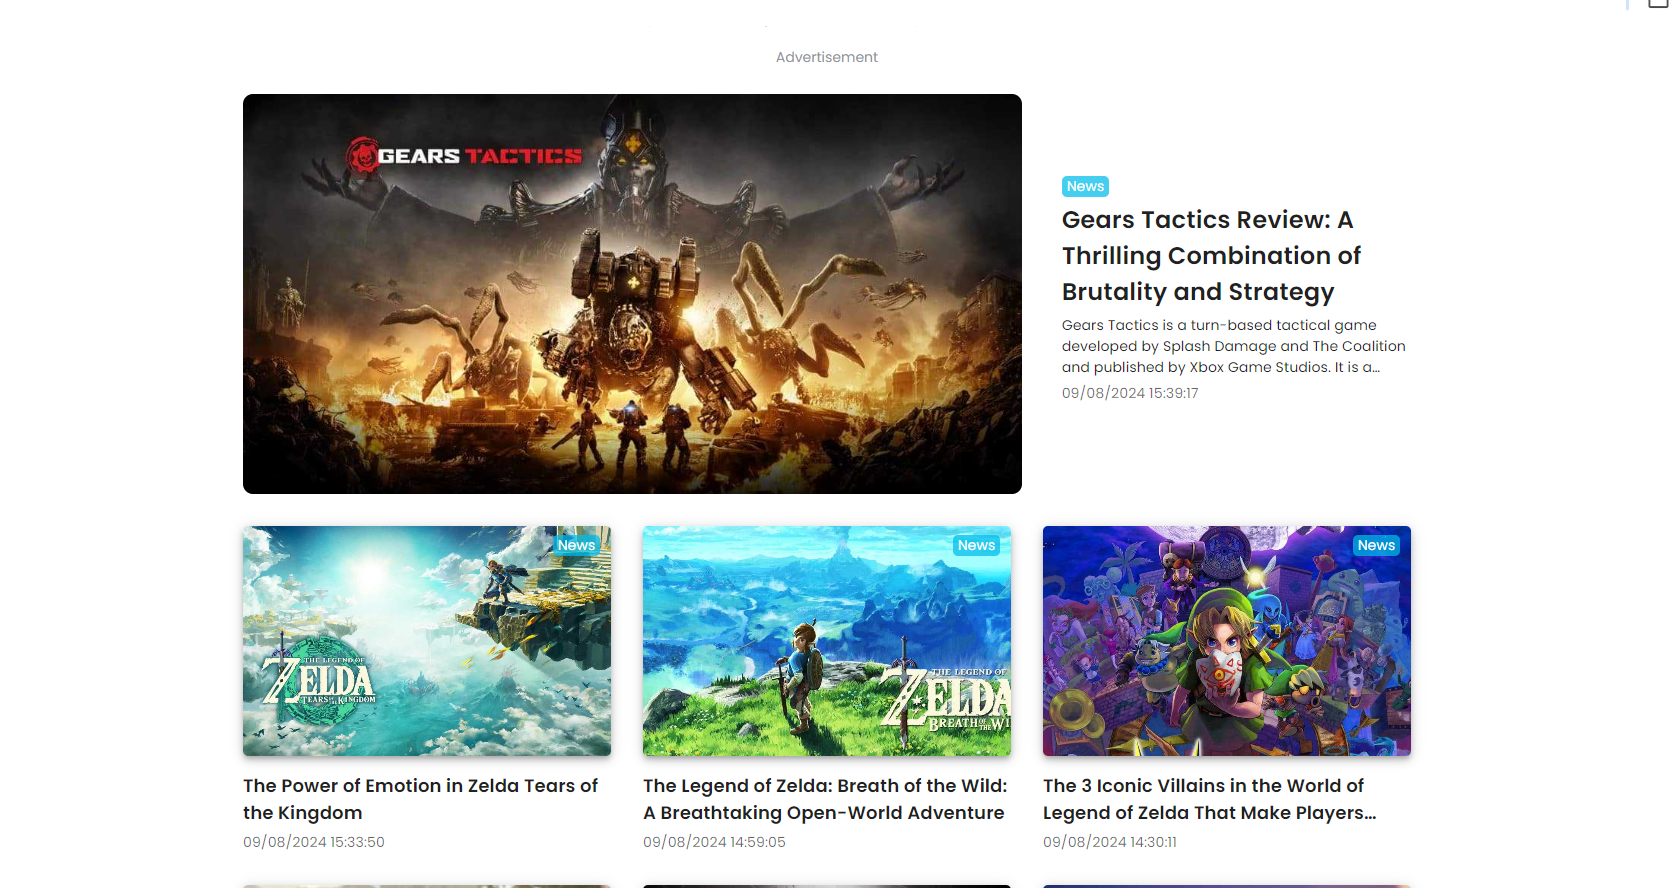 Advertisement
GEARS TACTICS
News
Gears Tactics Review: A
Thrilling Combination of
Brutality and Strategy
Gears Tactics is a turn-based tactical game
developed by Splash Damage and The Coalition
and published by Xbox Game Studios. It is a…
09/08/2024 15:39:17
News
THE LEGEND OF
ZELDA
TEARS OF THE KINGDOM
The Power of Emotion in Zelda Tears of
the Kingdom
09/08/2024 15:33:50
News
THE LEGEND OF
ZELDA
BREATH OF THE WI
The Legend of Zelda: Breath of the Wild:
A Breathtaking Open-World Adventure
09/08/2024 14:59:05
News
The 3 Iconic Villains in the World of
Legend of Zelda That Make Players…
09/08/2024 14:30:11